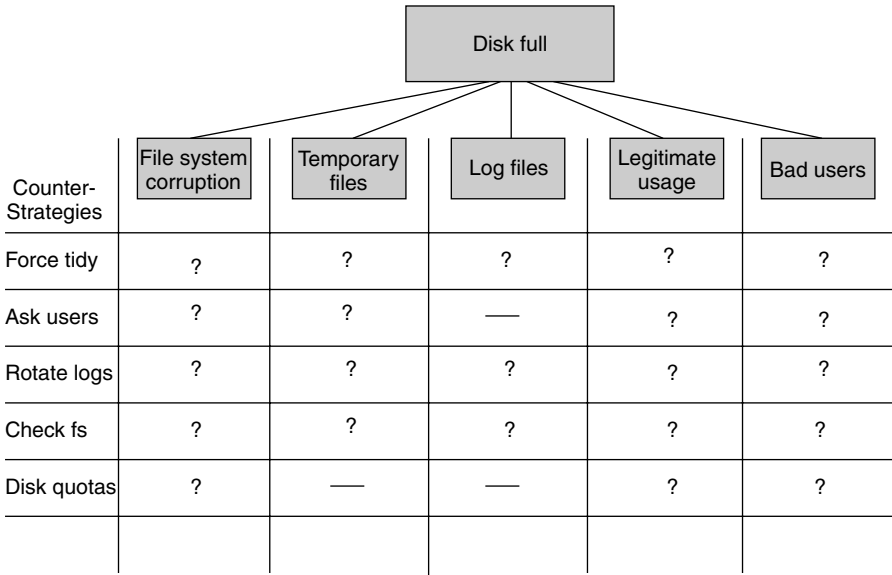 Disk full
File system
corruption
Temporary
files
Log files
Legitimate
usage
Bad users
Counter-
Strategies
Force tidy ? ? ? ? ?
Ask users ? ? — ? ?
Rotate logs ? ? ? ? ?
Check fs ? ? ? ? ?
Disk quotas ? — — ? ?